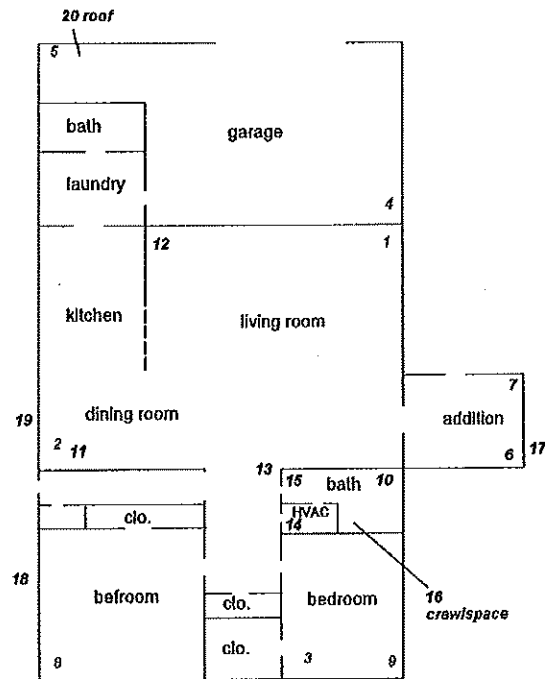 20 roof
5
bath
garage
laundry
4
12
1
kitchen
living room
7
19
dining room
addition
2
11
6
17
13
15
10
bath
HVAC
14
clo.
18
befroom
bedroom
16
crawlspace
clo.
clo.
8
3
9